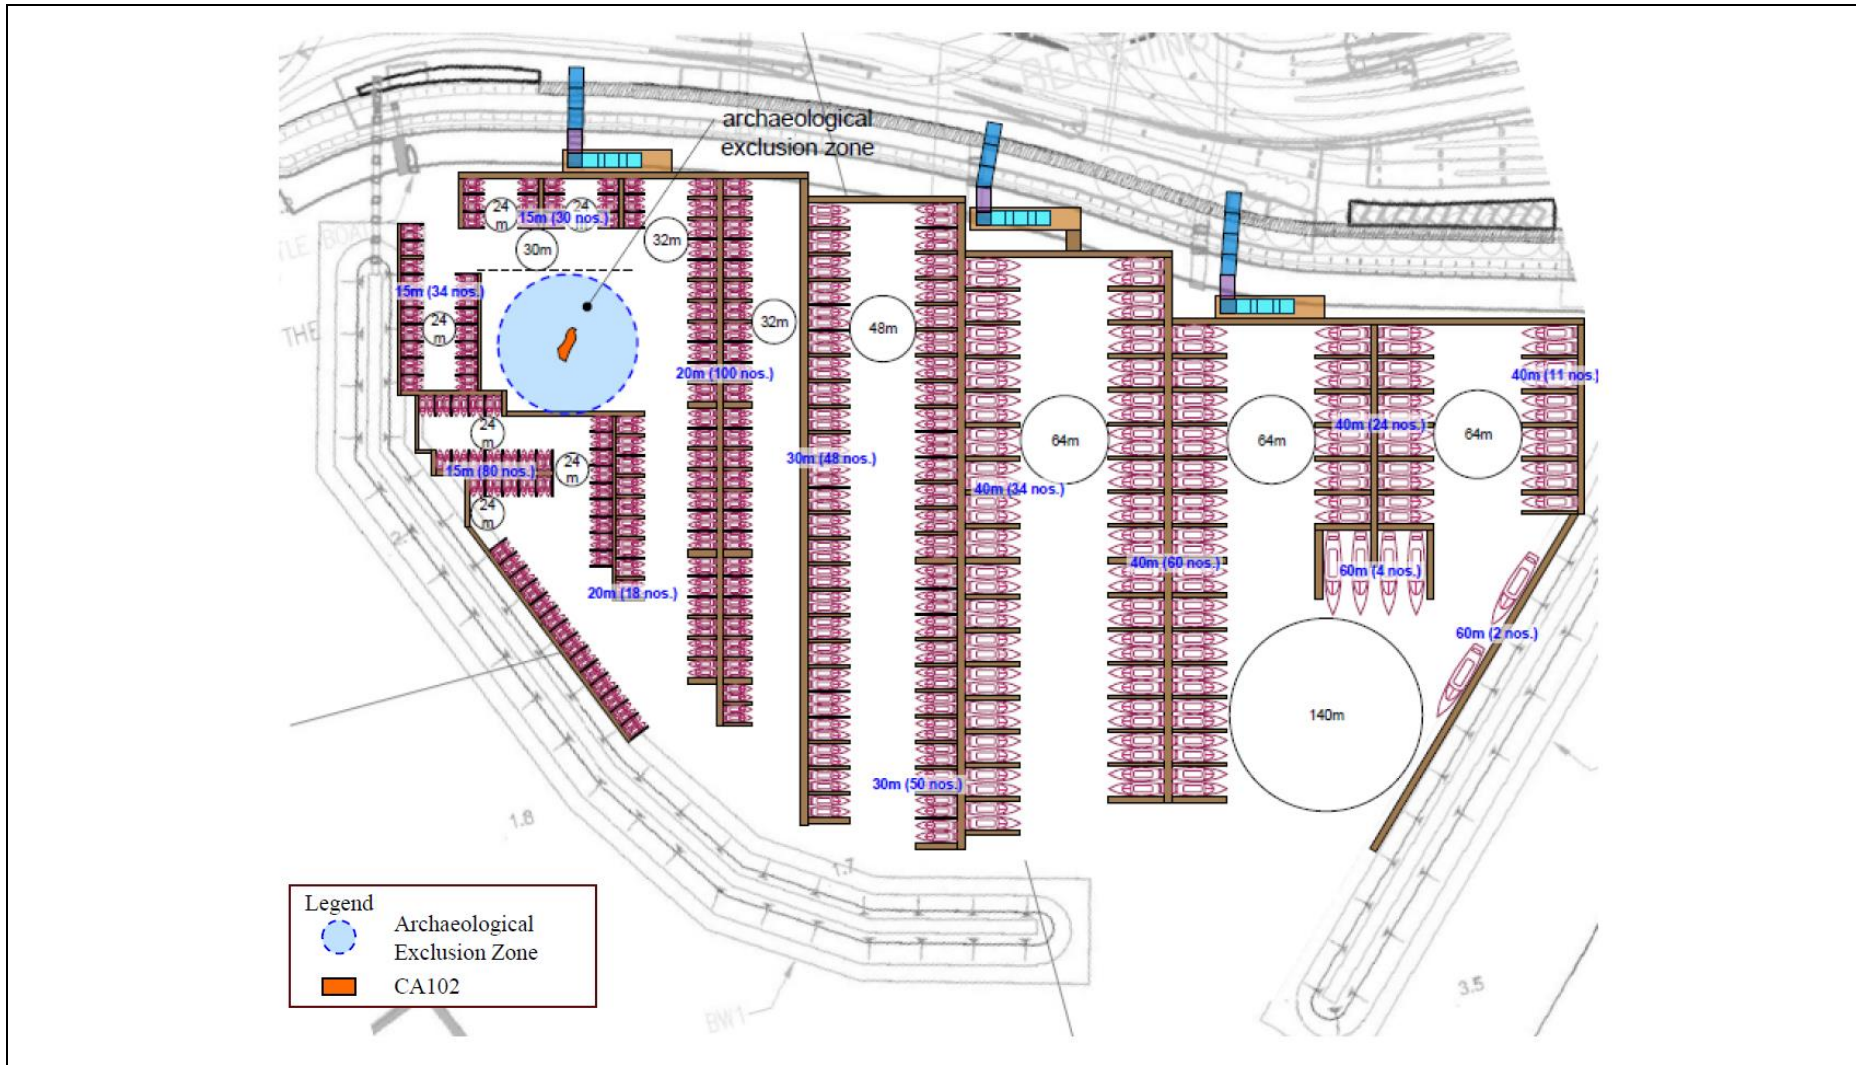 BERTHING
archaeological
exclusion zone
24
m
15m (30 nos.)
24
m
30m
32m
THE
15m (34 nos.)
24
m
32m
48m
20m (100 nos.)
40m (11 nos.)
24
m
64m
64m
40m (24 nos.)
64m
15m (80 nos.)
24
m
30m (48 nos.)
40m (34 nos.)
24
m
40m (60 nos.)
60m (4 nos.)
20m (18 nos.)
60m (2 nos.)
140m
30m (50 nos.)
1.8
1.7
3.5
BW1
Legend
Archaeological
Exclusion Zone
CA102